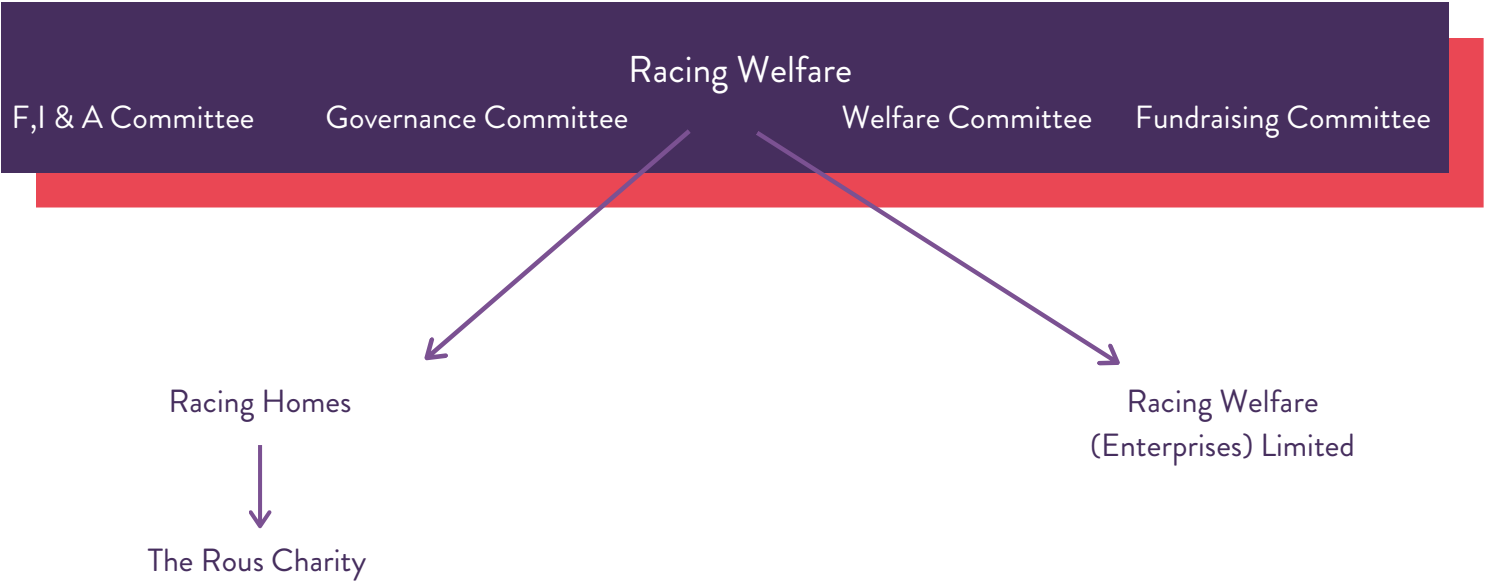 Racing Welfare
F,I & A Committee Governance Committee Welfare Committee Fundraising Committee
Racing Homes
Racing Welfare
(Enterprises) Limited
The Rous Charity